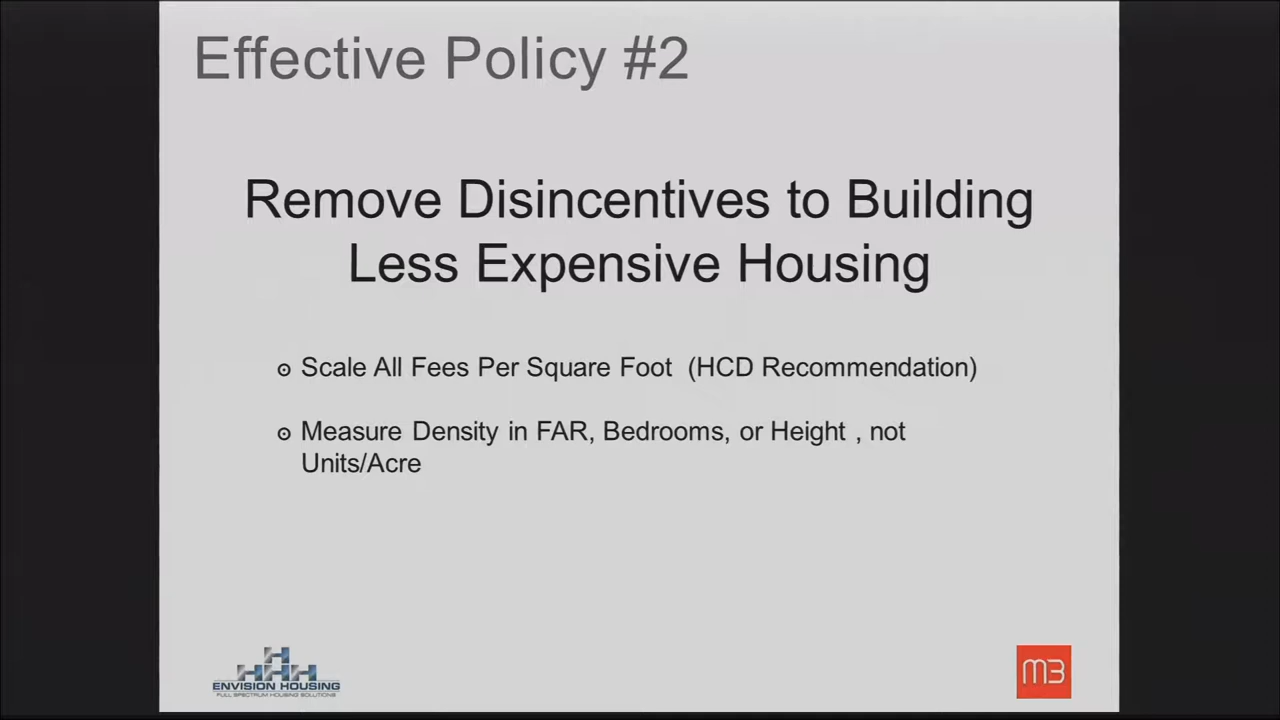 Effective Policy #2
Remove Disincentives to Building
Less Expensive Housing
Scale All Fees Per Square Foot (HCD Recommendation)
Measure Density in FAR, Bedrooms, or Height , not
Units/Acre
HHHH
ENVISION HOUSING
FULL SPECTRUM HOUSING SOLUTIONS
M3